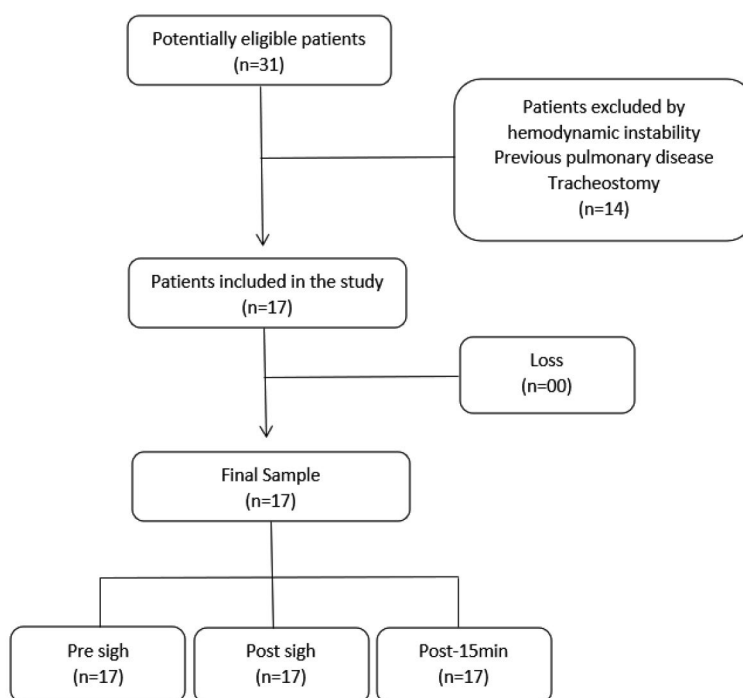 Potentially eligible patients
(n=31)
Patients excluded by
hemodynamic instability
Previous pulmonary disease
Tracheostomy
(n=14)
Patients included in the study
(n=17)
Loss
(n=00)
Final Sample
(n=17)
Pre sigh
(n=17)
Post sigh
(n=17)
Post-15min
(n=17)